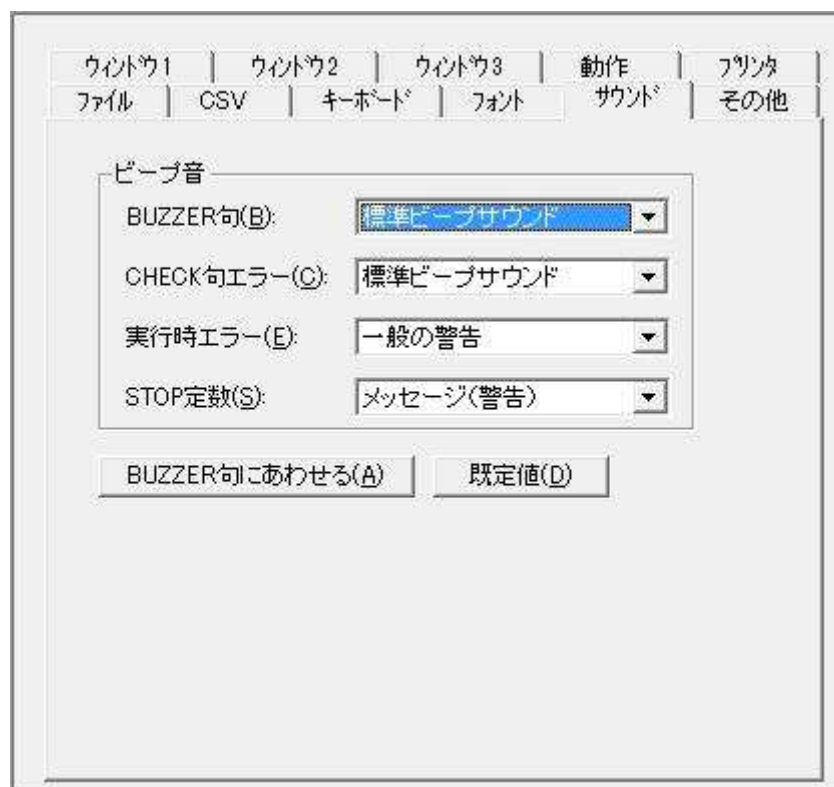 ｳｨﾝﾄﾞｳ1 ｳｨﾝﾄﾞｳ2 ｳｨﾝﾄﾞｳ3 動作 ﾌﾟﾘﾝﾀ
ﾌｧｲﾙ CSV ｷｰﾎﾞｰﾄﾞ ﾌｫﾝﾄ ｻｳﾝﾄﾞ その他
ビープ音
BUZZER句(B): 標準ビープサウンド
CHECK句エラー(C): 標準ビープサウンド
実行時エラー(E): 一般の警告
STOP定数(S): メッセージ(警告)
BUZZER句にあわせる(A) 既定値(D)